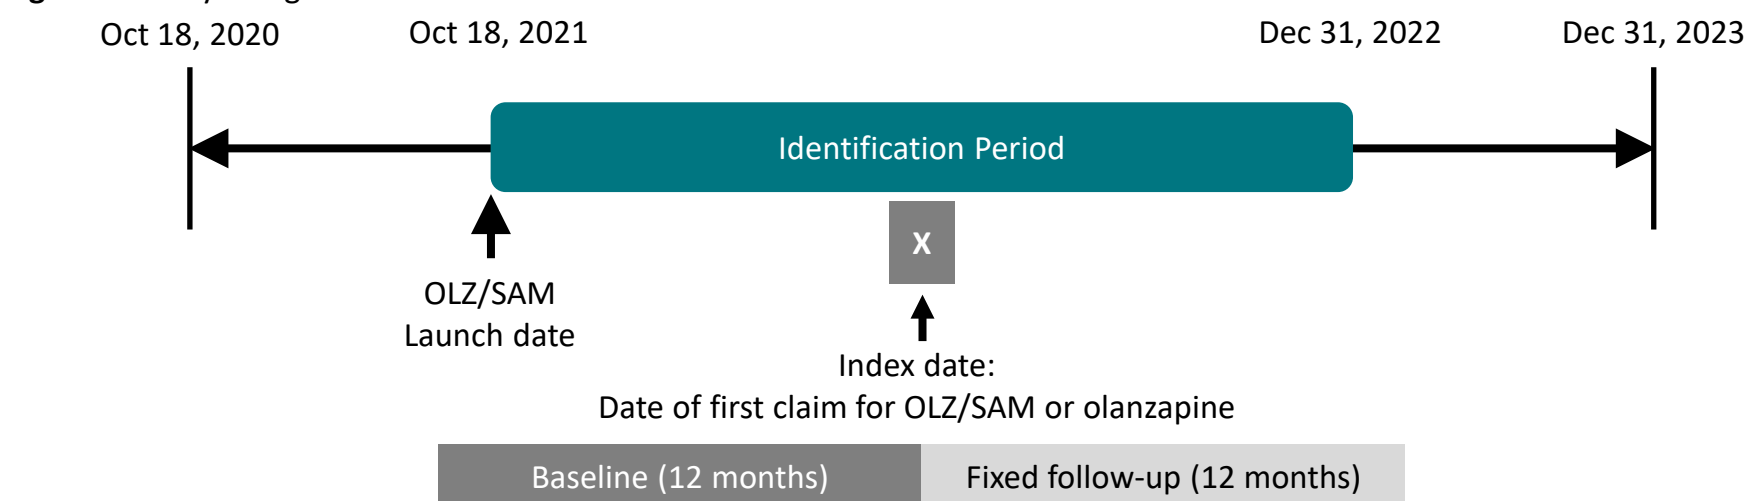 Oct 18, 2020
Oct 18, 2021
Dec 31, 2022
Dec 31, 2023
Identification Period
X
OLZ/SAM
Launch date
Index date:
Date of first claim for OLZ/SAM or olanzapine
Baseline (12 months)
Fixed follow-up (12 months)